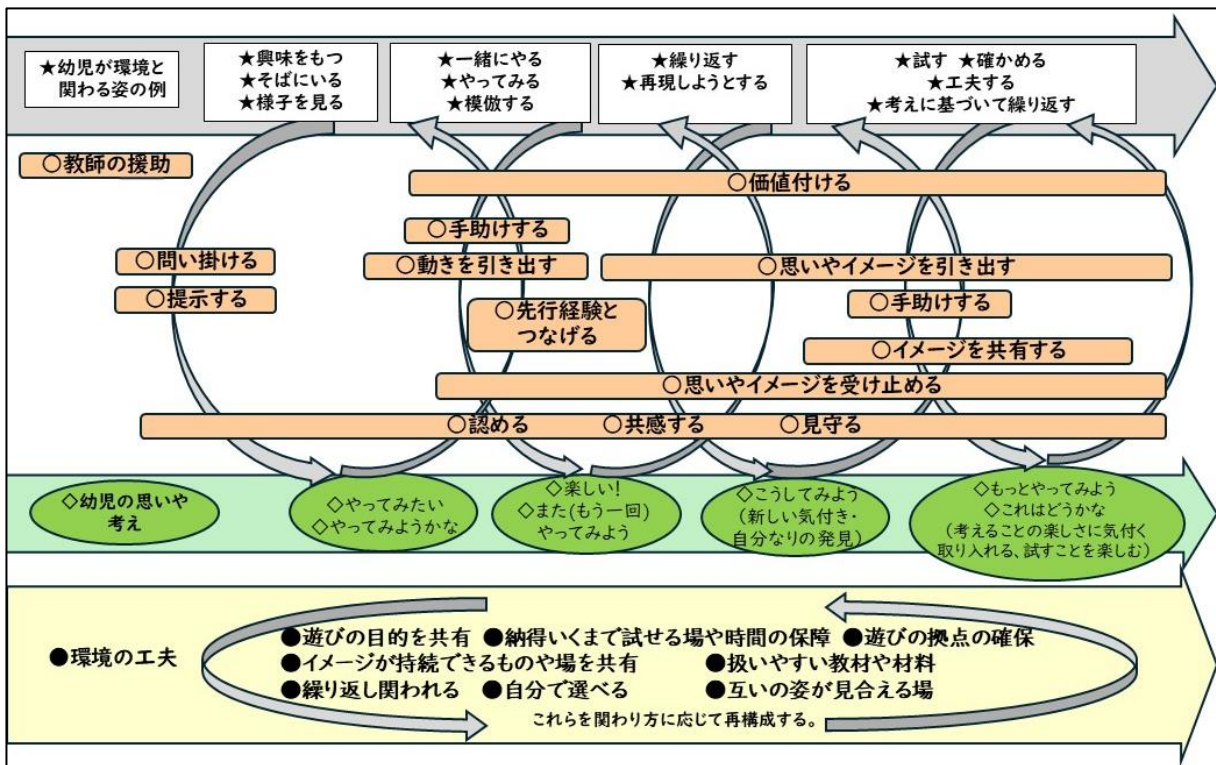 ★幼児が環境と
関わる姿の例
★興味をもつ
★そばにいる
★様子を見る
★一緒にやる
★やってみる
★模倣する
★繰り返す
★再現しようとする
★試す ★確かめる
★工夫する
★考えに基づいて繰り返す
○教師の援助
○価値付ける
○手助けする
○問い掛ける
○動きを引き出す
○思いやイメージを引き出す
○提示する
○手助けする
○先行経験と
つなげる
○イメージを共有する
○思いやイメージを受け止める
○認める ○共感する ○見守る
◇幼児の思いや
考え
◇やってみたい
◇やってみようかな
◇楽しい!
◇また(もう一回)
やってみよう
◇こうしてみよう
(新しい気付き・
自分なりの発見)
◇もっとやってみよう
◇これはどうかな
(考えることの楽しさに気付く
取り入れる、試すことを楽しむ)
●環境の工夫
●遊びの目的を共有 ●納得いくまで試せる場や時間の保障 ●遊びの拠点の確保
●イメージが持続できるものや場を共有 ●扱いやすい教材や材料
●繰り返し関われる ●自分で選べる ●互いの姿が見合える場
これらを関わり方に応じて再構成する。